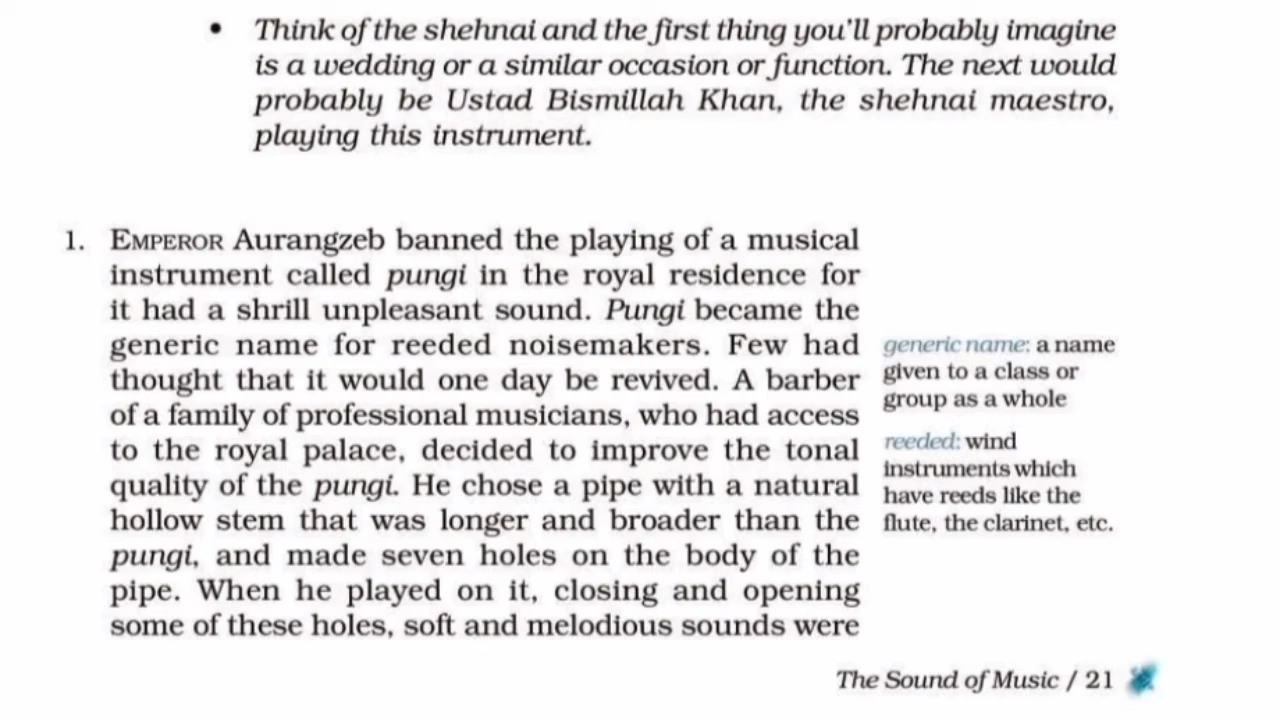 • Think of the shehnai and the first thing you'll probably imagine
is a wedding or a similar occasion or function. The next would
probably be Ustad Bismillah Khan, the shehnai maestro,
playing this instrument.
1. EMPEROR Aurangzeb banned the playing of a musical
instrument called pungi in the royal residence for
it had a shrill unpleasant sound. Pungi became the
generic name for reeded noisemakers. Few had
thought that it would one day be revived. A barber
of a family of professional musicians, who had access
to the royal palace, decided to improve the tonal
quality of the pungi. He chose a pipe with a natural
hollow stem that was longer and broader than the
pungi, and made seven holes on the body of the
pipe. When he played on it, closing and opening
some of these holes, soft and melodious sounds were
generic name: a name
given to a class or
group as a whole
reeded: wind
instruments which
have reeds like the
flute, the clarinet, etc.
The Sound of Music / 21